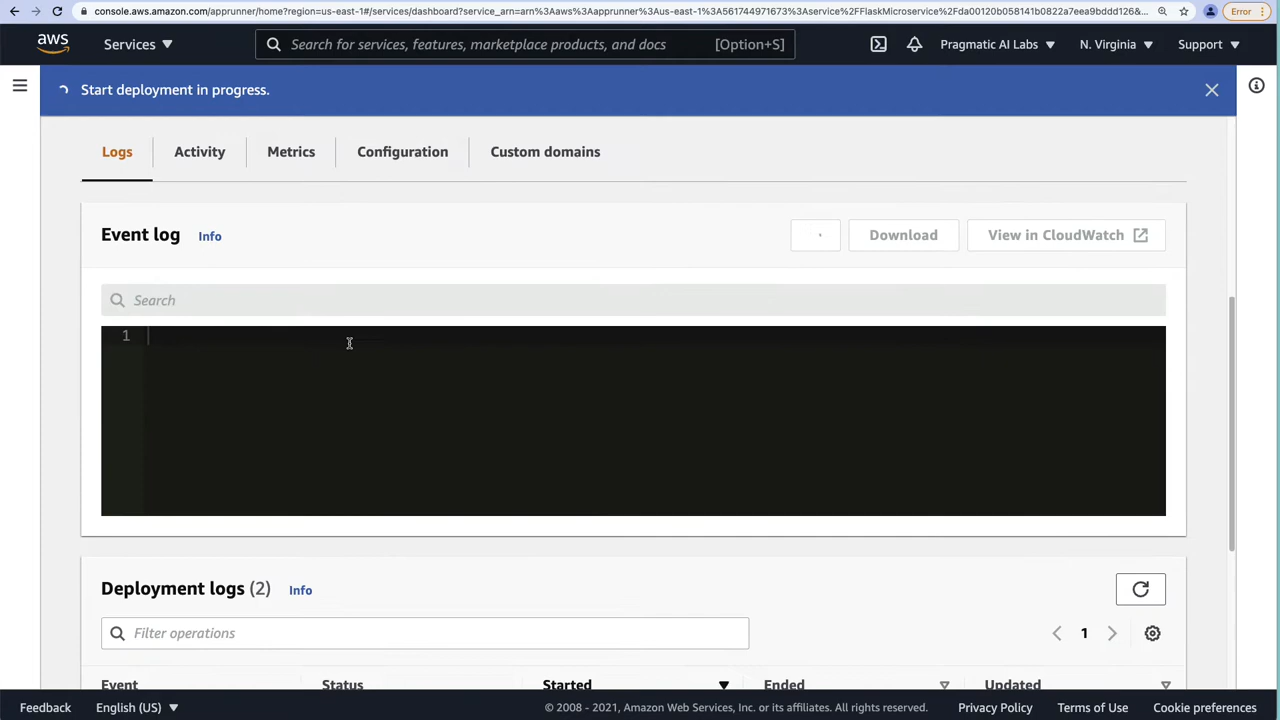 console.aws.amazon.com/apprunner/home?region=us-east-1#/services/dashboard?service_arn=arn%3Aaws%3Aapprunner%3Aus-east-1%3A561744971673%3Aservice%2FFlaskMicroservice%2Fda00120b058141b0822a7eea9bddd126&...
Error
aws
Services
Search for services, features, marketplace products, and docs
[Option+S]
Pragmatic AI Labs
N. Virginia
Support
Start deployment in progress.
Logs
Activity
Metrics
Configuration
Custom domains
Event log
Info
Download
View in CloudWatch
Search
1
Deployment logs (2)
Info
Filter operations
1
Event
Status
Started
Ended
Updated
Feedback
English (US)
© 2008 - 2021, Amazon Web Services, Inc. or its affiliates. All rights reserved.
Privacy Policy
Terms of Use
Cookie preferences